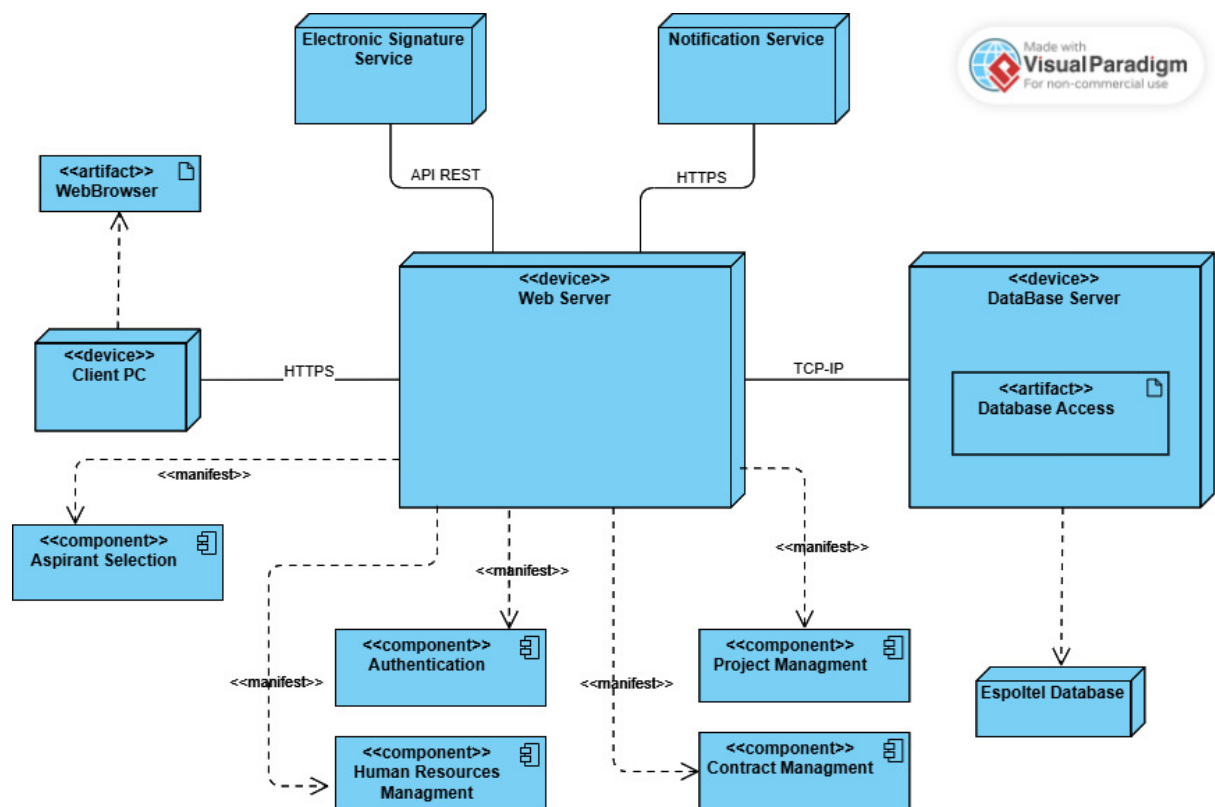 Electronic Signature
Service
Notification Service
Made with
VisualParadigm
For non-commercial use
<<artifact>>
WebBrowser
API REST
HTTPS
<<device>>
Web Server
<<device>>
DataBase Server
<<device>>
Client PC
HTTPS
TCP-IP
<<artifact>>
Database Access
<<manifest>>
<<component>>
Aspirant Selection
<<manifest>>
<<manifest>>
<<component>>
Authentication
<<component>>
Project Managment
<<manifest>>
<<manifest>>
Espoltel Database
<<component>>
Human Resources
Managment
<<component>>
Contract Managment